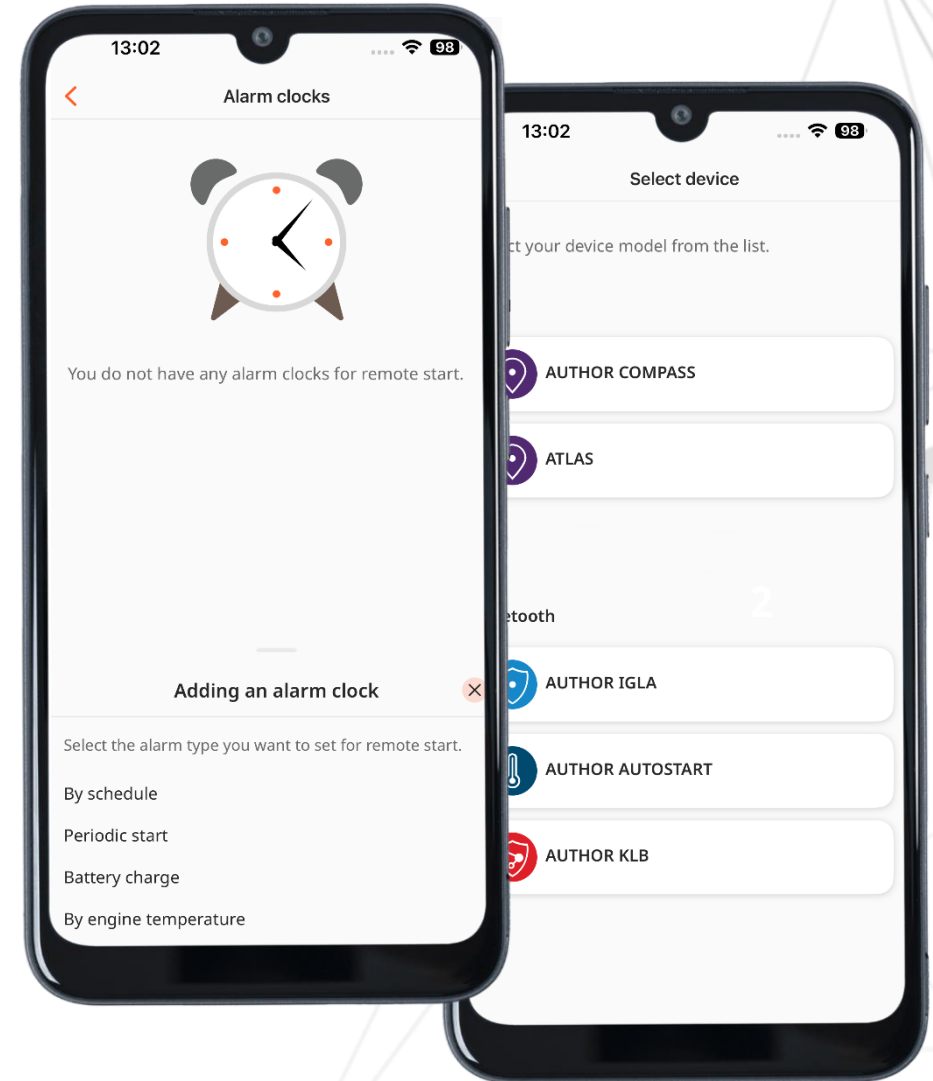 13:02
98
Alarm clocks
You do not have any alarm clocks for remote start.
Adding an alarm clock
Select the alarm type you want to set for remote start.
By schedule
Periodic start
Battery charge
By engine temperature
13:02
98
Select device
ct your device model from the list.
AUTHOR COMPASS
ATLAS
2
etooth
AUTHOR IGLA
AUTHOR AUTOSTART
AUTHOR KLB